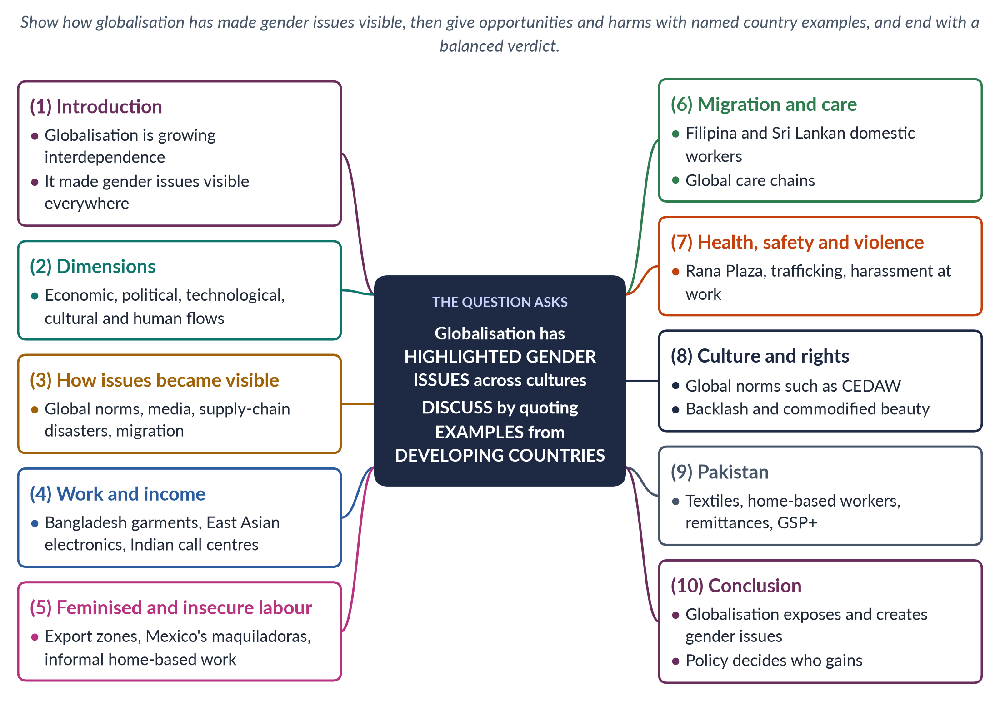 Show how globalisation has made gender issues visible, then give opportunities and harms with named country examples, and end with a
balanced verdict.
(1) Introduction
• Globalisation is growing
interdependence
• It made gender issues visible
everywhere
(2) Dimensions
• Economic, political, technological,
cultural and human flows
(3) How issues became visible
• Global norms, media, supply-chain
disasters, migration
(4) Work and income
• Bangladesh garments, East Asian
electronics, Indian call centres
(5) Feminised and insecure labour
• Export zones, Mexico's maquiladoras,
informal home-based work
THE QUESTION ASKS
Globalisation has
HIGHLIGHTED GENDER
ISSUES across cultures
DISCUSS by quoting
EXAMPLES from
DEVELOPING COUNTRIES
(6) Migration and care
• Filipina and Sri Lankan domestic
workers
• Global care chains
(7) Health, safety and violence
• Rana Plaza, trafficking, harassment at
work
(8) Culture and rights
• Global norms such as CEDAW
• Backlash and commodified beauty
(9) Pakistan
• Textiles, home-based workers,
remittances, GSP+
(10) Conclusion
• Globalisation exposes and creates
gender issues
• Policy decides who gains